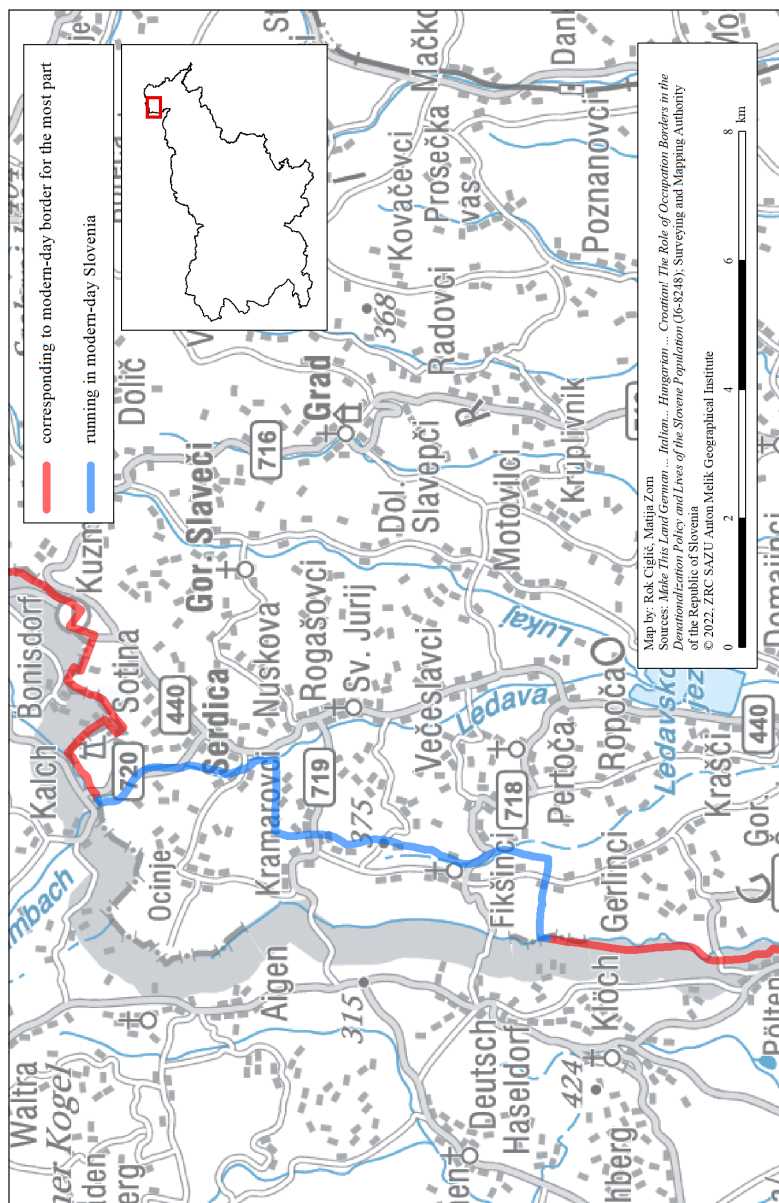 corresponding to modern-day border for the most part
running in modern-day Slovenia
Map by: Rok Ciglič, Matija Zorn
Sources: Make This Land German ... Italian... Hungarian ... Croatian! The Role of Occupation Borders in the
Denationalization Policy and Lives of the Slovene Population (J6-8248); Surveying and Mapping Authority
of the Republic of Slovenia
© 2022, ZRC SAZU Anton Melik Geographical Institute
0 2 4 6 8 km
Waltra
Kalch
Bonisdorf
Sotina
Dolič
Ocinje
720
440
Serdica
Gor. Slaveči
716
Grad
Aigen
Kramarovci
Nuskova
Rogašovci
719
Sv. Jurij
375
315
368
Kovačevci
Mačko
Prosečka
vas
Radovci
Dol.
Slavepči
Večeslavci
Motovilci
Kruplivnik
Poznanovci
Deutsch
Haseldorf
Fikšinci
718
Pertoča
Ledava
Lukaj
Ropoča
Gerlinci
Klöch
424
Krašči
440
Gor.